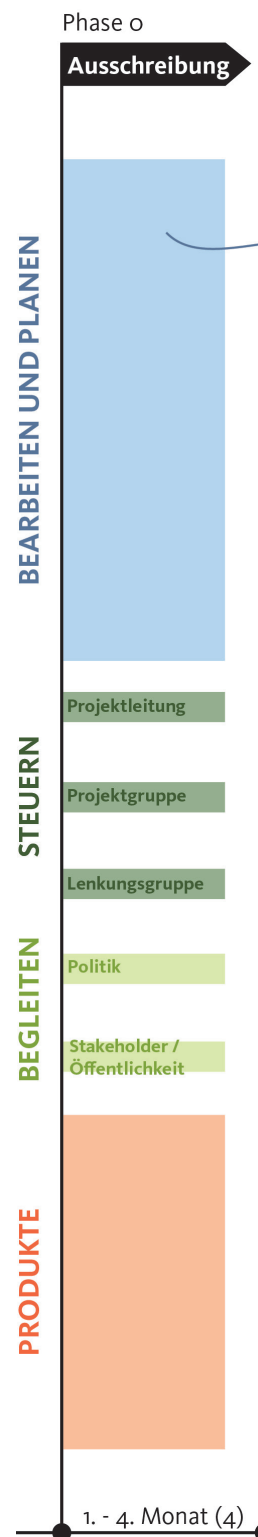 Phase 0
Ausschreibung
BEARBEITEN UND PLANEN
STEUERN
Projektleitung
Projektgruppe
Lenkungsgruppe
BEGLEITEN
Politik
Stakeholder /
Öffentlichkeit
PRODUKTE
1. - 4. Monat (4)